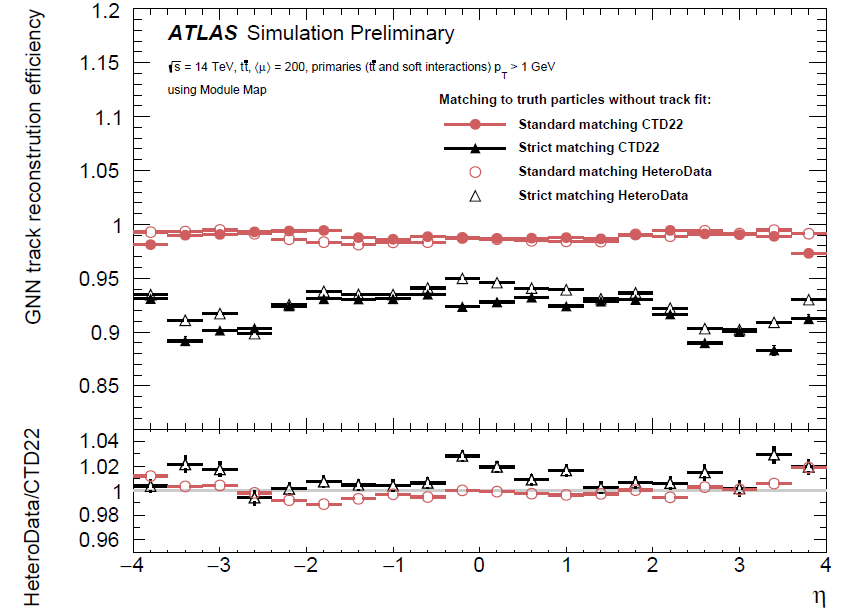 1.2
ATLAS Simulation Preliminary
1.15
√s = 14 TeV, tt̄, ⟨μ⟩ = 200, primaries (tt̄ and soft interactions) p_T > 1 GeV
using Module Map
1.1
Matching to truth particles without track fit:
Standard matching CTD22
Strict matching CTD22
1.05
Standard matching HeteroData
Strict matching HeteroData
1
0.95
0.9
0.85
GNN track reconstrution efficiency
1.04
1.02
1
0.98
0.96
HeteroData/CTD22
−4 −3 −2 −1 0 1 2 3 4
η